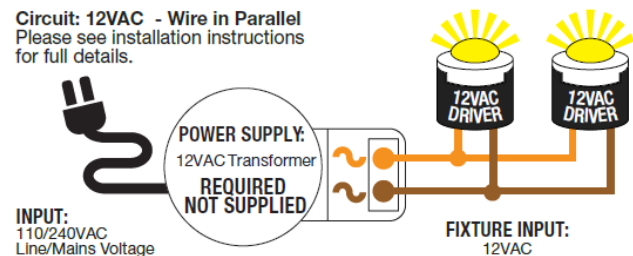 Circuit: 12VAC - Wire in Parallel
Please see installation instructions
for full details.
12VAC
DRIVER
12VAC
DRIVER
POWER SUPPLY:
12VAC Transformer
REQUIRED
NOT SUPPLIED
INPUT:
110/240VAC
Line/Mains Voltage
FIXTURE INPUT:
12VAC